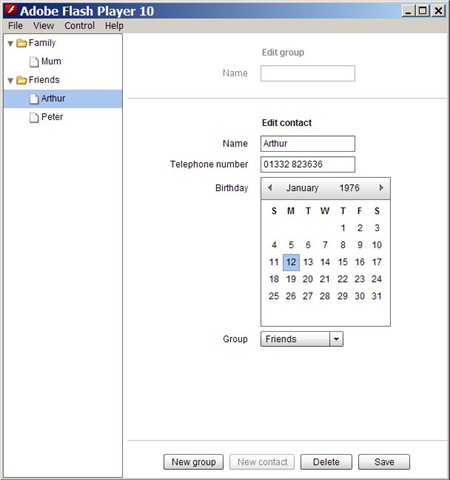 Adobe Flash Player 10
File View Control Help
Family
Mum
Friends
Arthur
Peter
Edit group
Name
Edit contact
Name Arthur
Telephone number 01332 823636
Birthday January 1976
S M T W T F S
1 2 3
4 5 6 7 8 9 10
11 12 13 14 15 16 17
18 19 20 21 22 23 24
25 26 27 28 29 30 31
Group Friends
New group New contact Delete Save